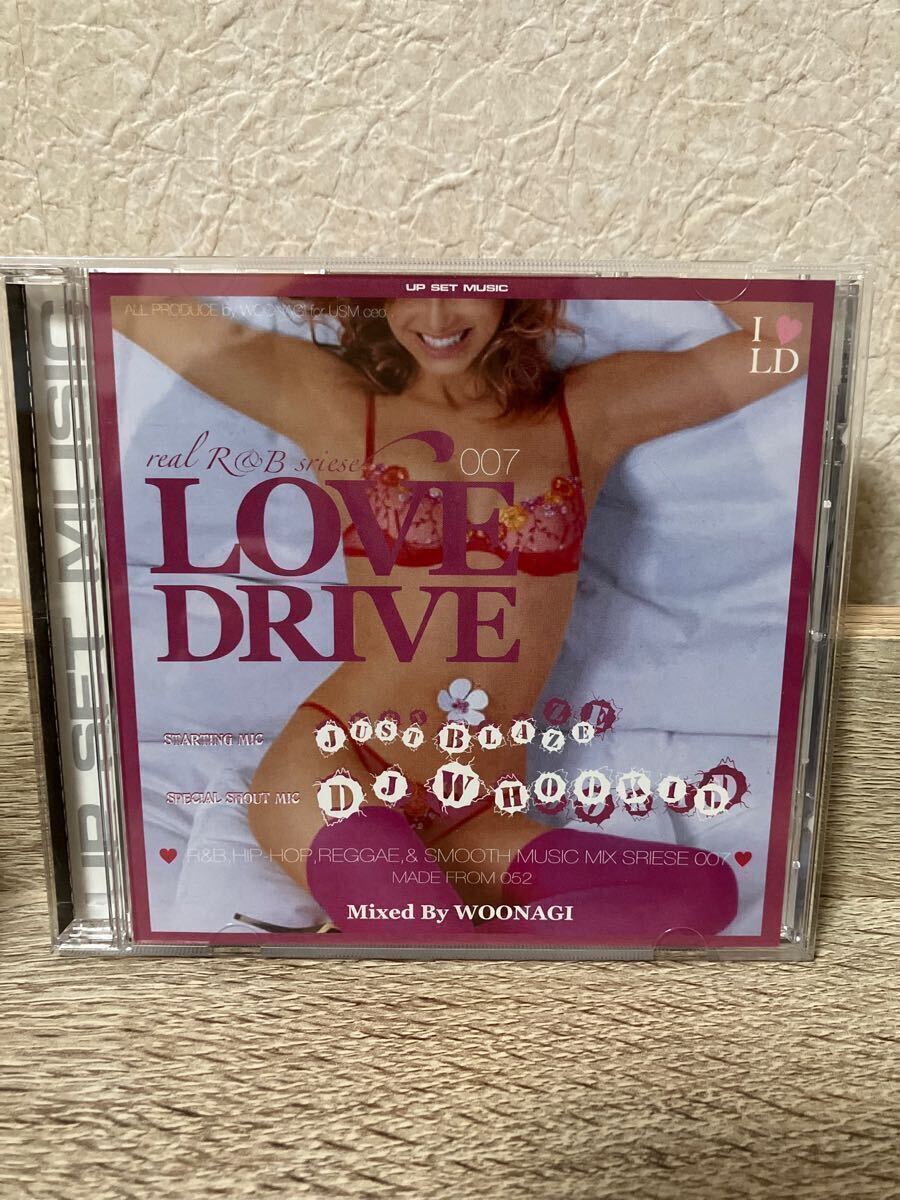 UP SET MUSIC
UP SET MUSIC
ALL PRODUCE by WOONAGI for USM ceo.
I ♥
LD
real R&B sriese 007
LOVE
DRIVE
STARTING MIC JUST BLAZE
SPECIAL SHOUT MIC DJ WHOOKID
♥ R&B,HIP-HOP,REGGAE,& SMOOTH MUSIC MIX SRIESE 007 ♥
MADE FROM 052
Mixed By WOONAGI